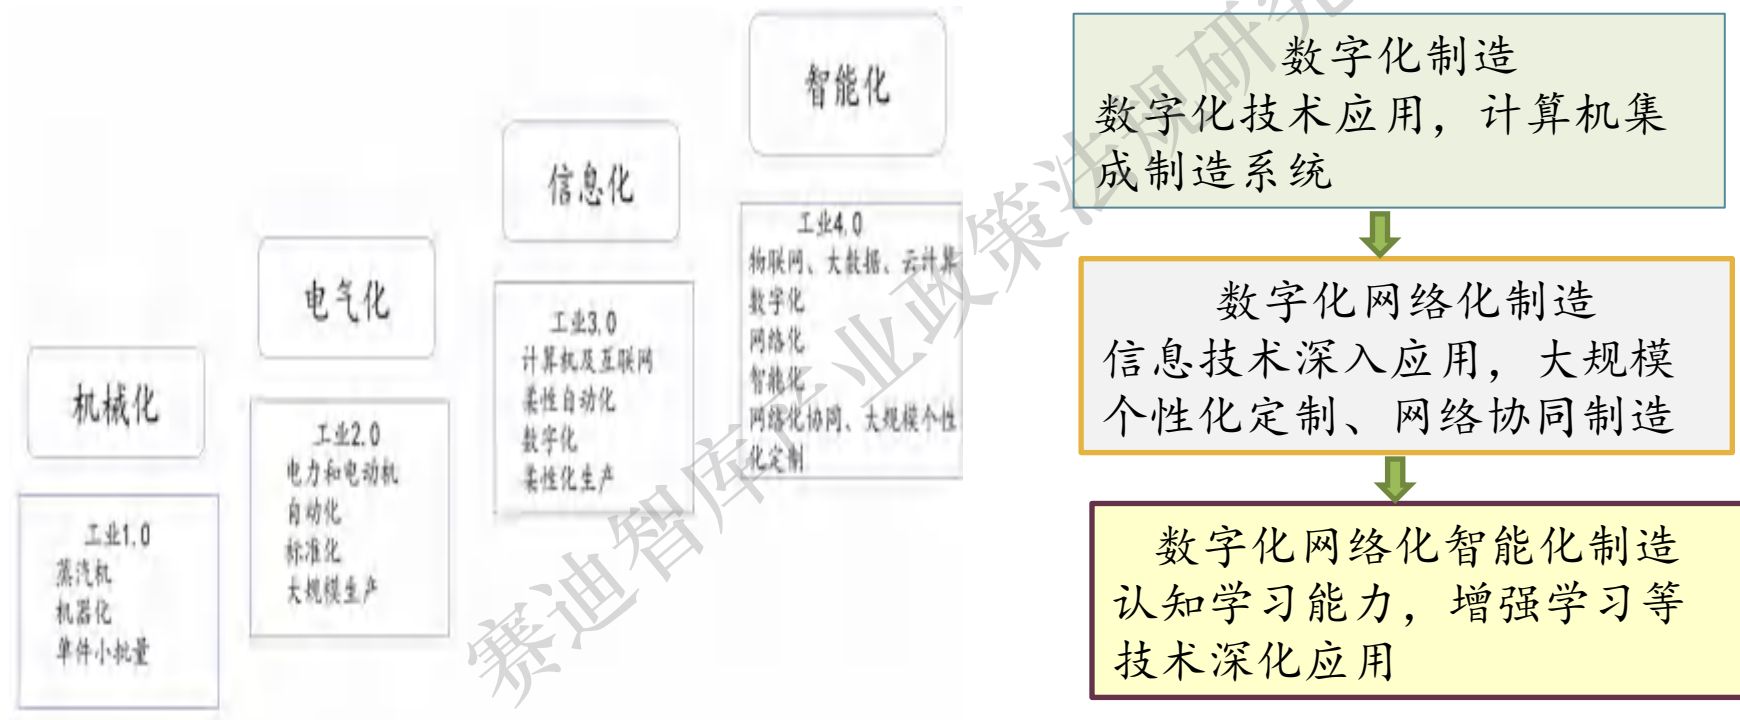 机械化
工业1.0
蒸汽机
机器化
单件小批量
电气化
工业2.0
电力和电动机
自动化
标准化
大规模生产
信息化
工业3.0
计算机及互联网
柔性自动化
数字化
柔性化生产
智能化
工业4.0
物联网、大数据、云计算
数字化
网络化
智能化
网络化协同、大规模个性
化定制
数字化制造
数字化技术应用，计算机集
成制造系统
数字化网络化制造
信息技术深入应用，大规模
个性化定制、网络协同制造
数字化网络化智能化制造
认知学习能力，增强学习等
技术深化应用
赛迪智库产业政策法规研究